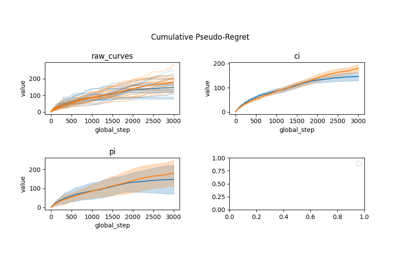 Cumulative Pseudo-Regret
raw_curves
value
200
100
0
0 500 1000 1500 2000 2500 3000
global_step
ci
value
200
100
0
0 500 1000 1500 2000 2500 3000
global_step
pi
value
200
100
0
0 500 1000 1500 2000 2500 3000
global_step
1.00
0.75
0.50
0.25
0.00
0.0 0.2 0.4 0.6 0.8 1.0